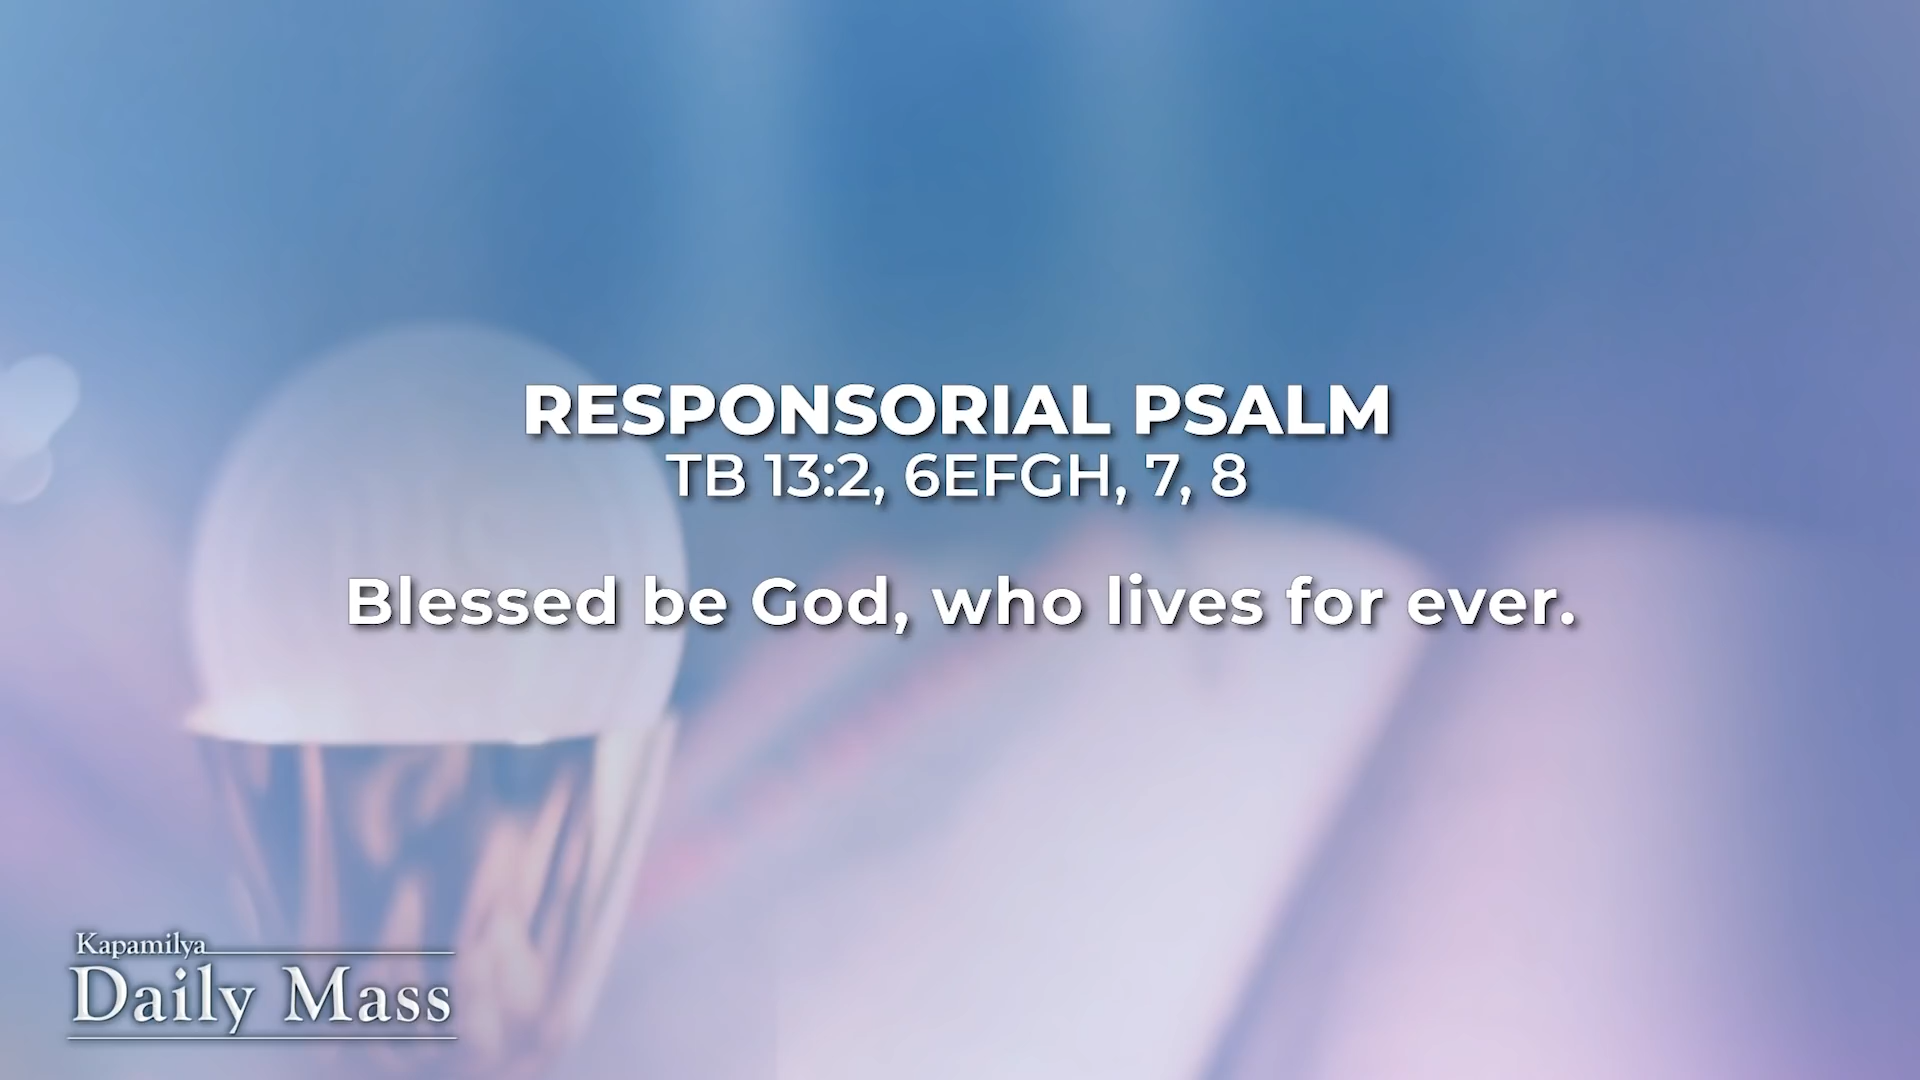 RESPONSORIAL PSALM
TB 13:2, 6EFGH, 7, 8
Blessed be God, who lives for ever.
Kapamilya
Daily Mass